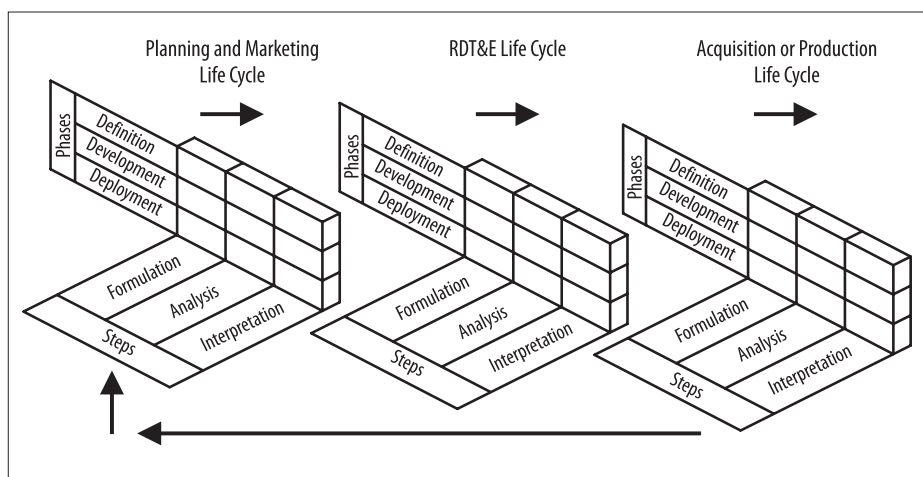 Planning and Marketing
Life Cycle
RDT&E Life Cycle
Acquisition or Production
Life Cycle
Phases
Definition
Development
Deployment
Formulation
Analysis
Interpretation
Steps
Phases
Definition
Development
Deployment
Formulation
Analysis
Interpretation
Steps
Phases
Definition
Development
Deployment
Formulation
Analysis
Interpretation
Steps